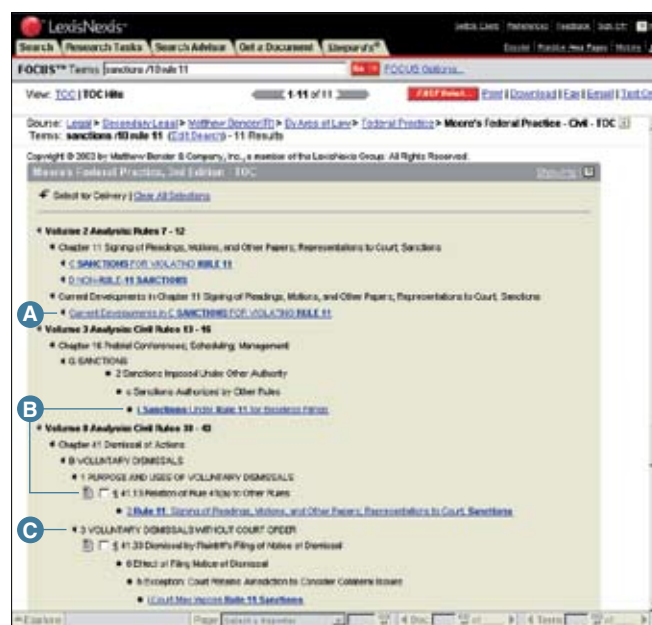 LexisNexis™
Search Research Tasks Search Advisor Get a Document Shepard's®
FOCUS™ Terms sanctions /10 rule 11 Go FOCUS Options...
View: TOC | TOC Hits 1-11 of 11 Print | Download | Fax | Email | Text
Source: Legal > Secondary Legal > Matthew Bender(R) > By Area of Law > Federal Practice > Moore's Federal Practice - Civil - TOC
Terms: sanctions /10 rule 11 (Edit Search) - 11 Results
Copyright © 2003 by Matthew Bender & Company, Inc., a member of the LexisNexis Group. All Rights Reserved.
Moore's Federal Practice, 3rd Edition - TOC
Select for Delivery | Clear All Selections
Volume 2 Analysis: Rules 7 - 12
Chapter 11 Signing of Pleadings, Motions, and Other Papers, Representations to Court, Sanctions
C SANCTIONS FOR VIOLATING RULE 11
D NON-RULE 11 SANCTIONS
Current Developments in Chapter 11 Signing of Pleadings, Motions, and Other Papers, Representations to Court, Sanctions
A Current Developments in C SANCTIONS FOR VIOLATING RULE 11
Volume 3 Analysis: Civil Rules 13 - 16
Chapter 16 Pretrial Conferences; Scheduling; Management
G SANCTIONS
2 Sanctions Imposed Under Other Authority
c Sanctions Authorized by Other Rules
B i Sanctions Under Rule 11 for Baseless Filings
Volume 8 Analysis: Civil Rules 38 - 43
Chapter 41 Dismissal of Actions
B VOLUNTARY DISMISSALS
1 PURPOSE AND USES OF VOLUNTARY DISMISSALS
§ 41.13 Relation of Rule 41(a) to Other Rules
2 Rule 11, Signing of Pleadings, Motions, and Other Papers, Representations to Court, Sanctions
C 3 VOLUNTARY DISMISSALS WITHOUT COURT ORDER
§ 41.33 Dismissal by Plaintiff's Filing of Notice of Dismissal
6 Effect of Filing Notice of Dismissal
b Exception: Court Retains Jurisdiction to Consider Collateral Issues
i Court May Impose Rule 11 Sanctions
Explore Page Doc of Term of